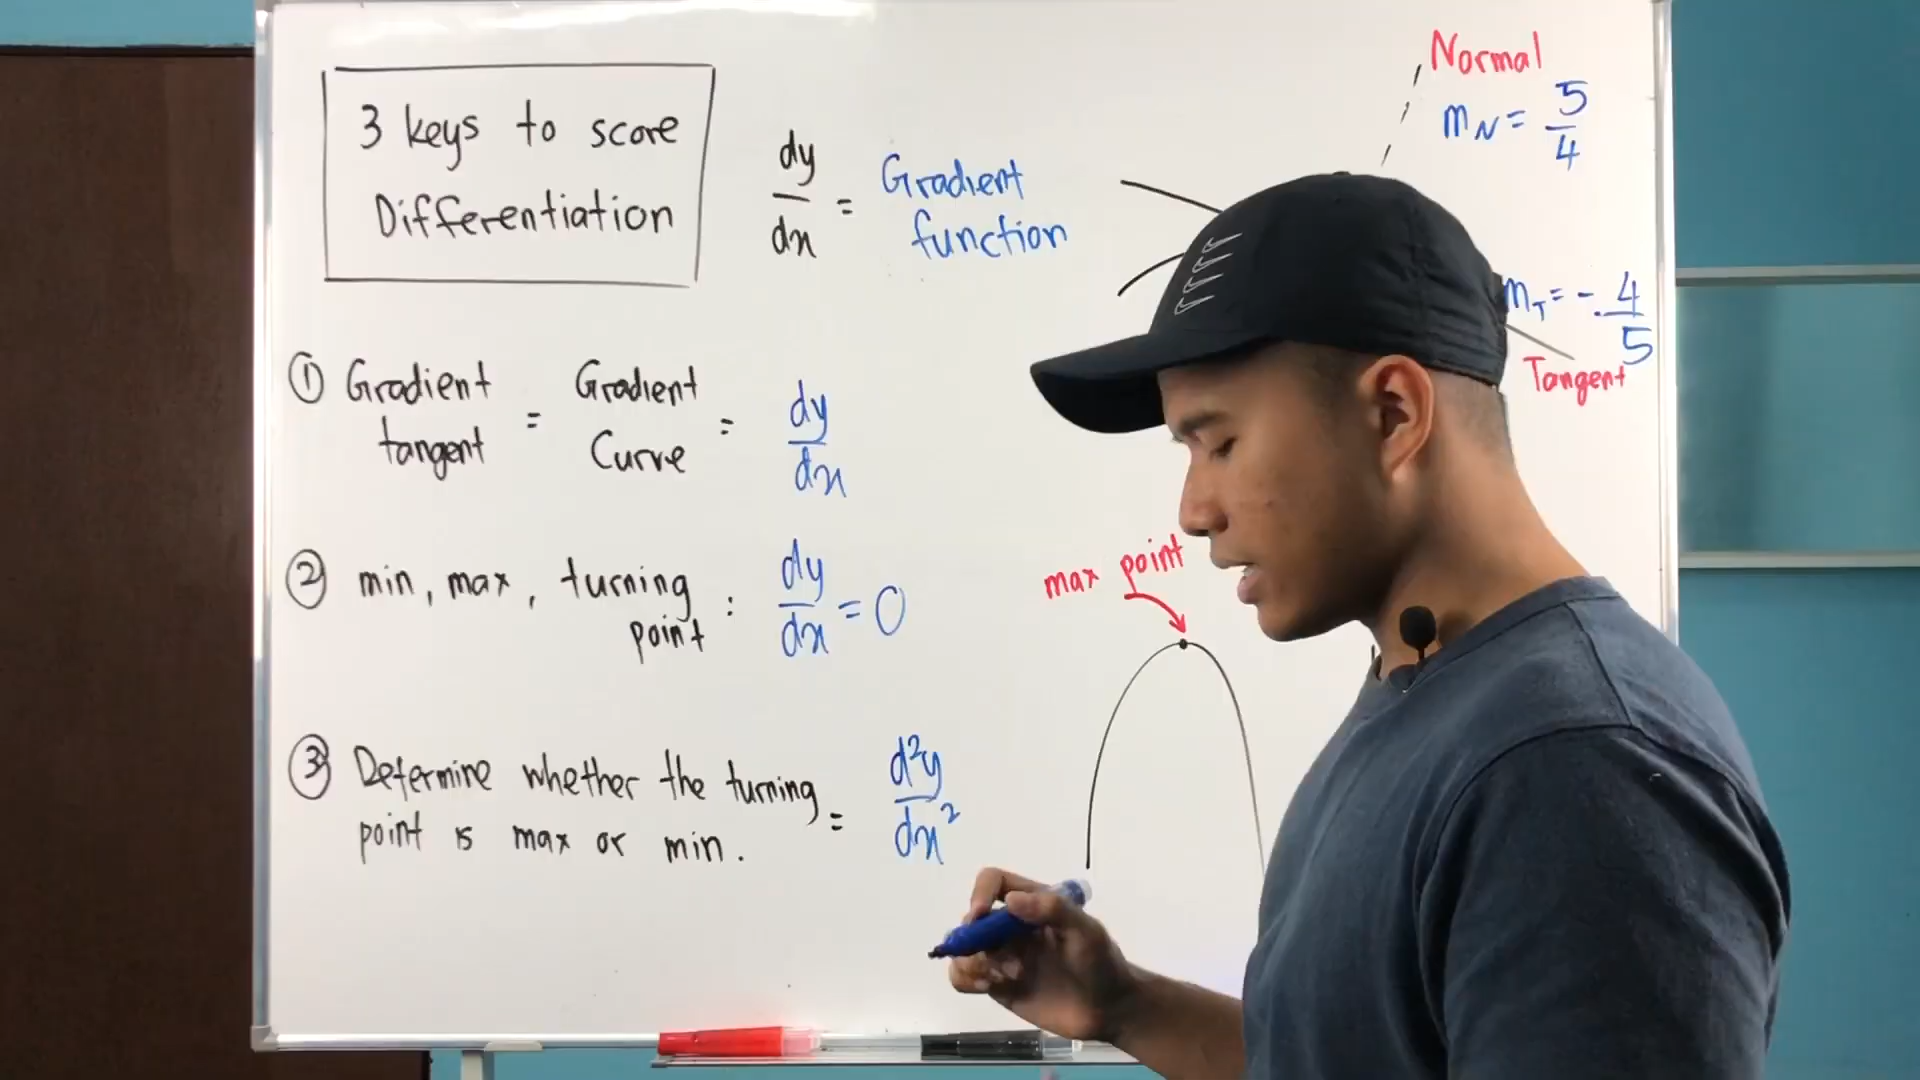 3 keys to score
Differentiation
dy/dx = Gradient function
Normal
mN = 5/4
mT = -4/5
Tangent
① Gradient tangent = Gradient Curve = dy/dx
② min, max, turning point : dy/dx = 0
max point
③ Determine whether the turning
point is max or min. = d²y/dx²